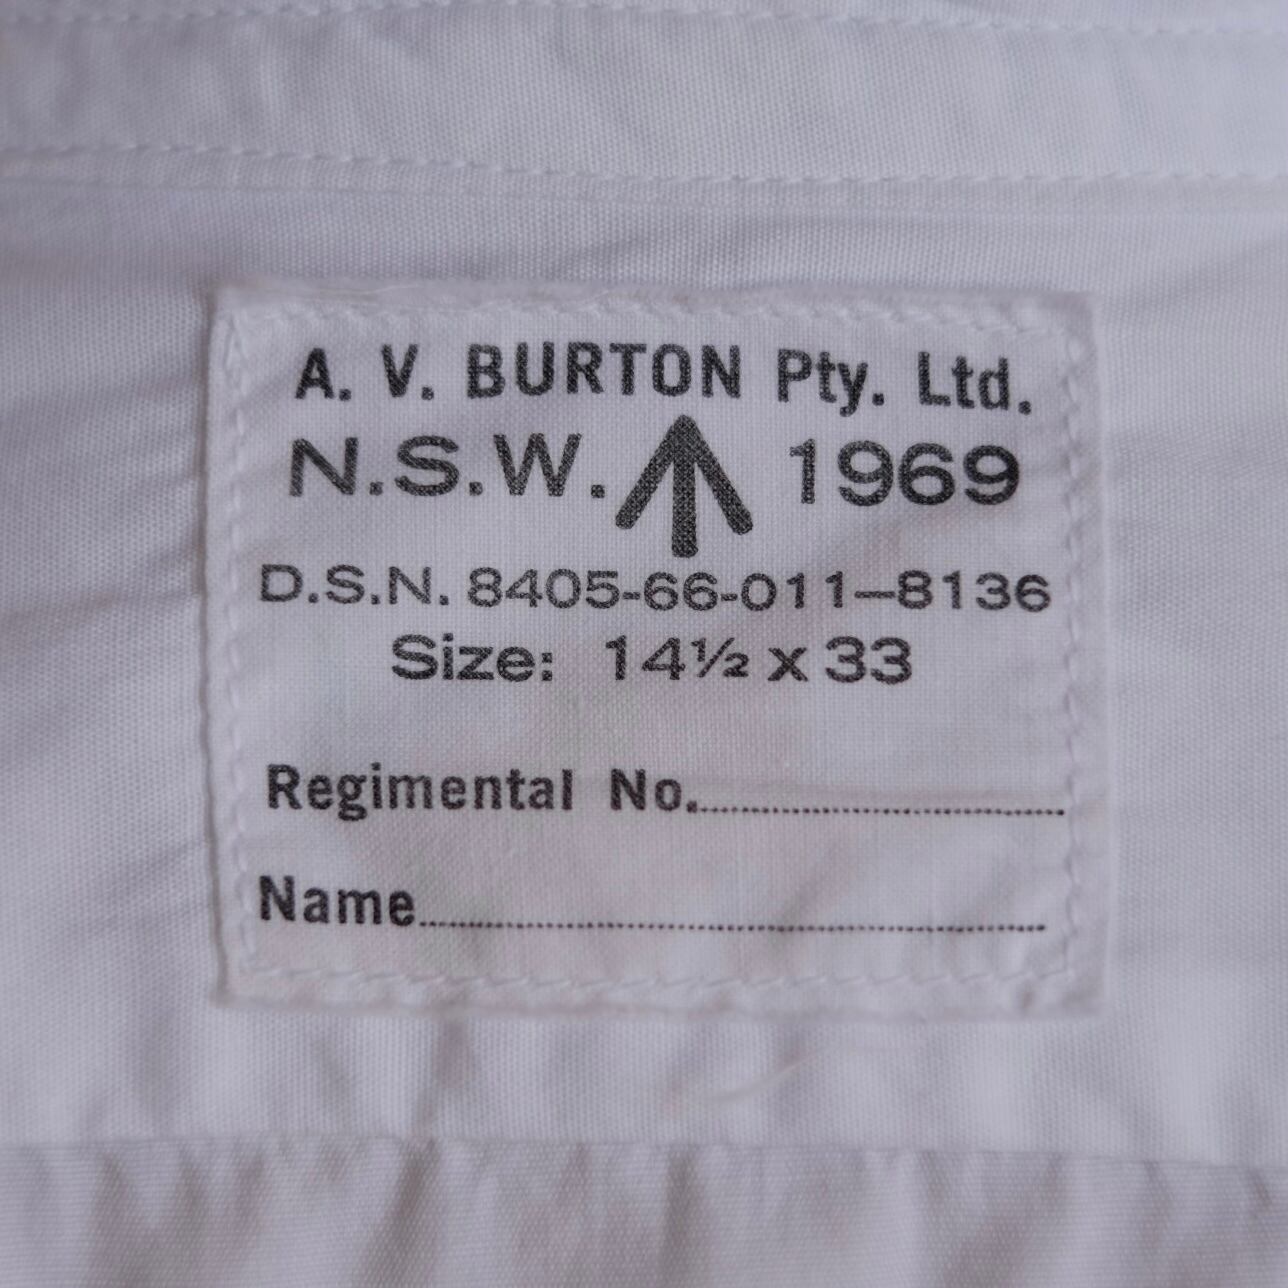 A. V. BURTON Pty. Ltd.
N.S.W. 1969
D.S.N. 8405-66-011—8136
Size: 14½ x 33
Regimental No.
Name